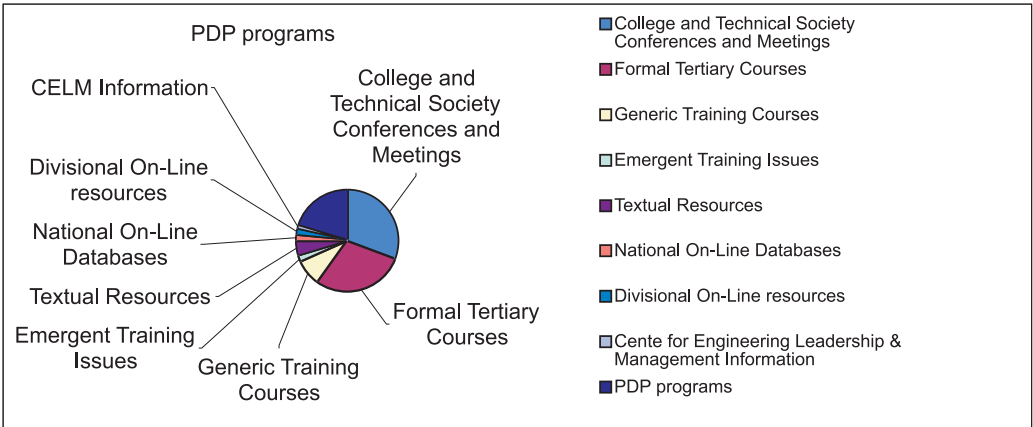 PDP programs
CELM Information
College and
Technical Society
Conferences and
Meetings
Divisional On-Line
resources
National On-Line
Databases
Textual Resources
Emergent Training
Issues
Generic Training
Courses
Formal Tertiary
Courses
College and Technical Society
Conferences and Meetings
Formal Tertiary Courses
Generic Training Courses
Emergent Training Issues
Textual Resources
National On-Line Databases
Divisional On-Line resources
Cente for Engineering Leadership &
Management Information
PDP programs